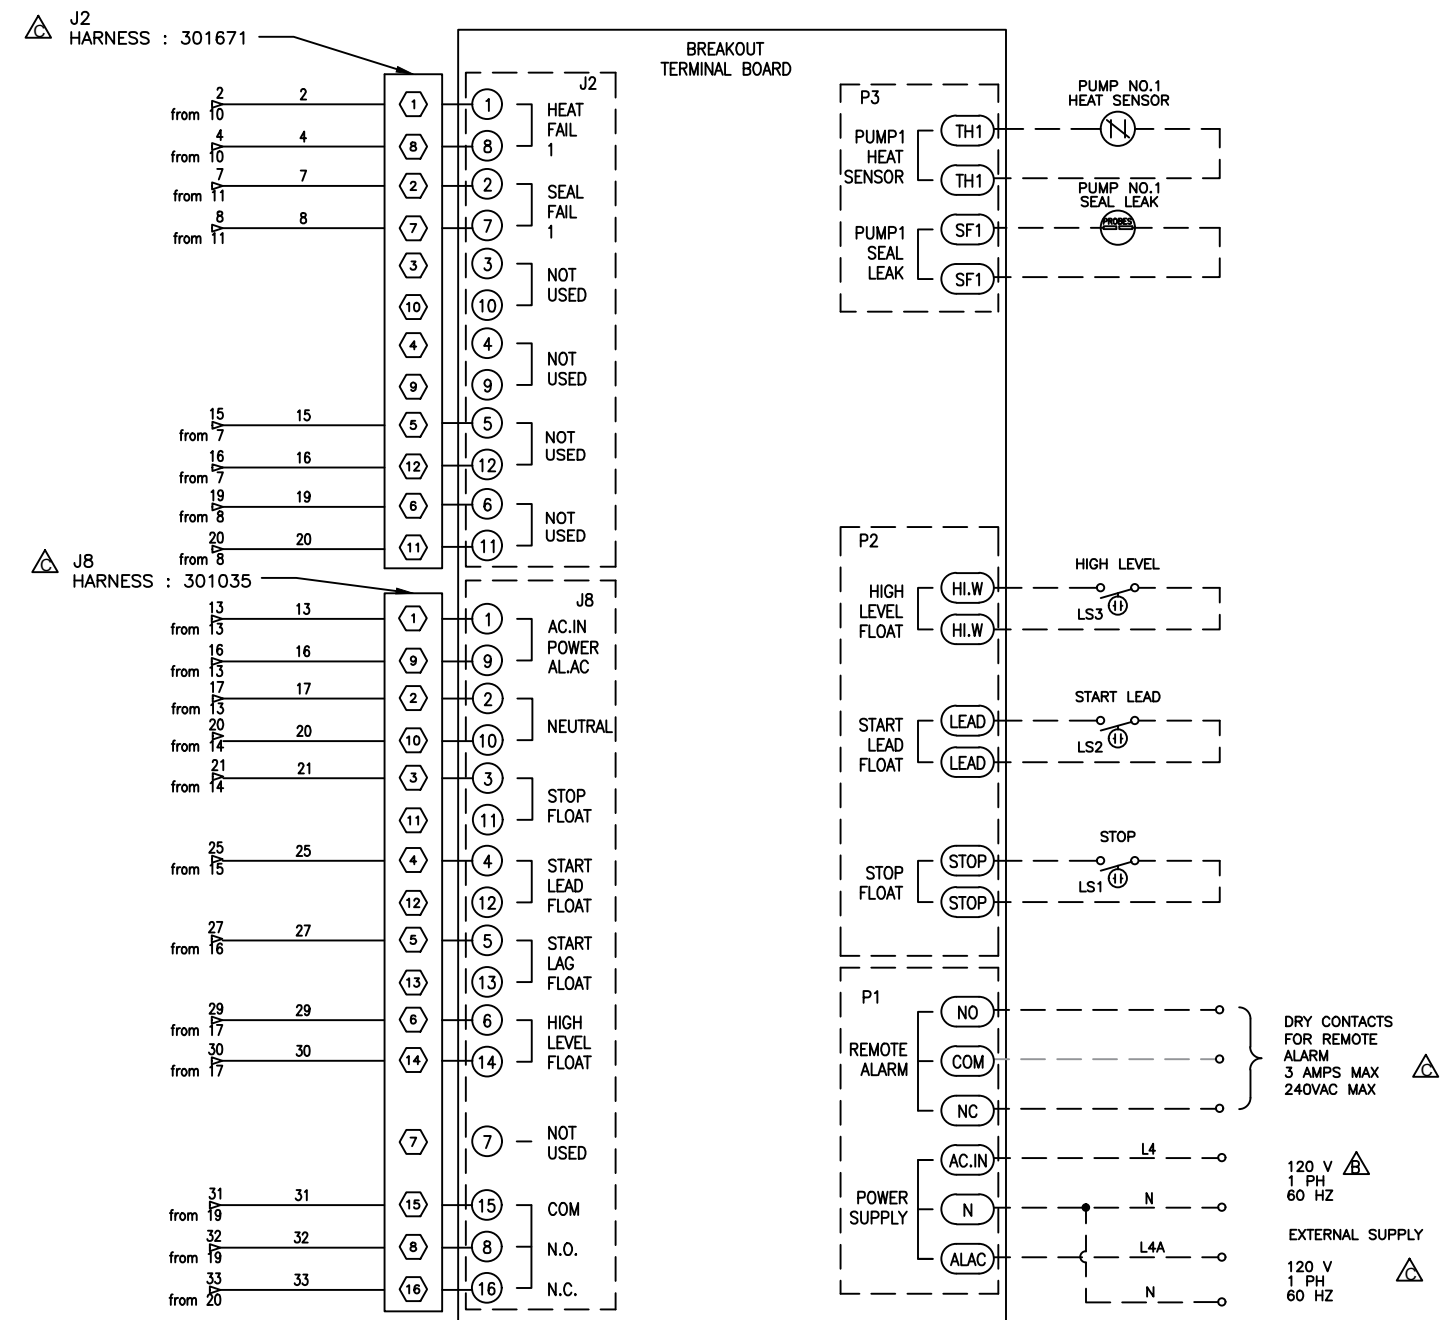 C
J2
HARNESS : 301671
BREAKOUT
TERMINAL BOARD
J2
2
from 10
2
1
1
HEAT
FAIL
1
4
from 10
4
8
8
7
from 11
7
2
2
SEAL
FAIL
1
8
from 11
8
7
7
3
3
NOT
USED
10
10
4
4
NOT
USED
9
9
15
from 7
15
5
5
NOT
USED
16
from 7
16
12
12
19
from 8
19
6
6
NOT
USED
20
from 8
20
11
11
C
J8
HARNESS : 301035
J8
13
from 13
13
1
1
AC.IN
POWER
AL.AC
16
from 13
16
9
9
17
from 13
17
2
2
NEUTRAL
20
from 14
20
10
10
21
from 14
21
3
3
STOP
FLOAT
11
11
25
from 15
25
4
4
START
LEAD
FLOAT
12
12
27
from 16
27
5
5
START
LAG
FLOAT
13
13
29
from 17
29
6
6
HIGH
LEVEL
FLOAT
30
from 17
30
14
14
7
7
NOT
USED
31
from 19
31
15
15
COM
32
from 19
32
8
8
N.O.
33
from 20
33
16
16
N.C.
P3
PUMP1
HEAT
SENSOR
TH1
TH1
PUMP NO.1
HEAT SENSOR
PUMP1
SEAL
LEAK
SF1
SF1
PUMP NO.1
SEAL LEAK
PROBES
P2
HIGH
LEVEL
FLOAT
HI.W
HI.W
HIGH LEVEL
LS3
START
LEAD
FLOAT
LEAD
LEAD
START LEAD
LS2
STOP
FLOAT
STOP
STOP
STOP
LS1
P1
REMOTE
ALARM
NO
COM
NC
DRY CONTACTS
FOR REMOTE
ALARM
3 AMPS MAX
240VAC MAX
C
POWER
SUPPLY
AC.IN
N
ALAC
L4
N
L4A
N
120 V
1 PH
60 HZ
B
EXTERNAL SUPPLY
120 V
1 PH
60 HZ
C